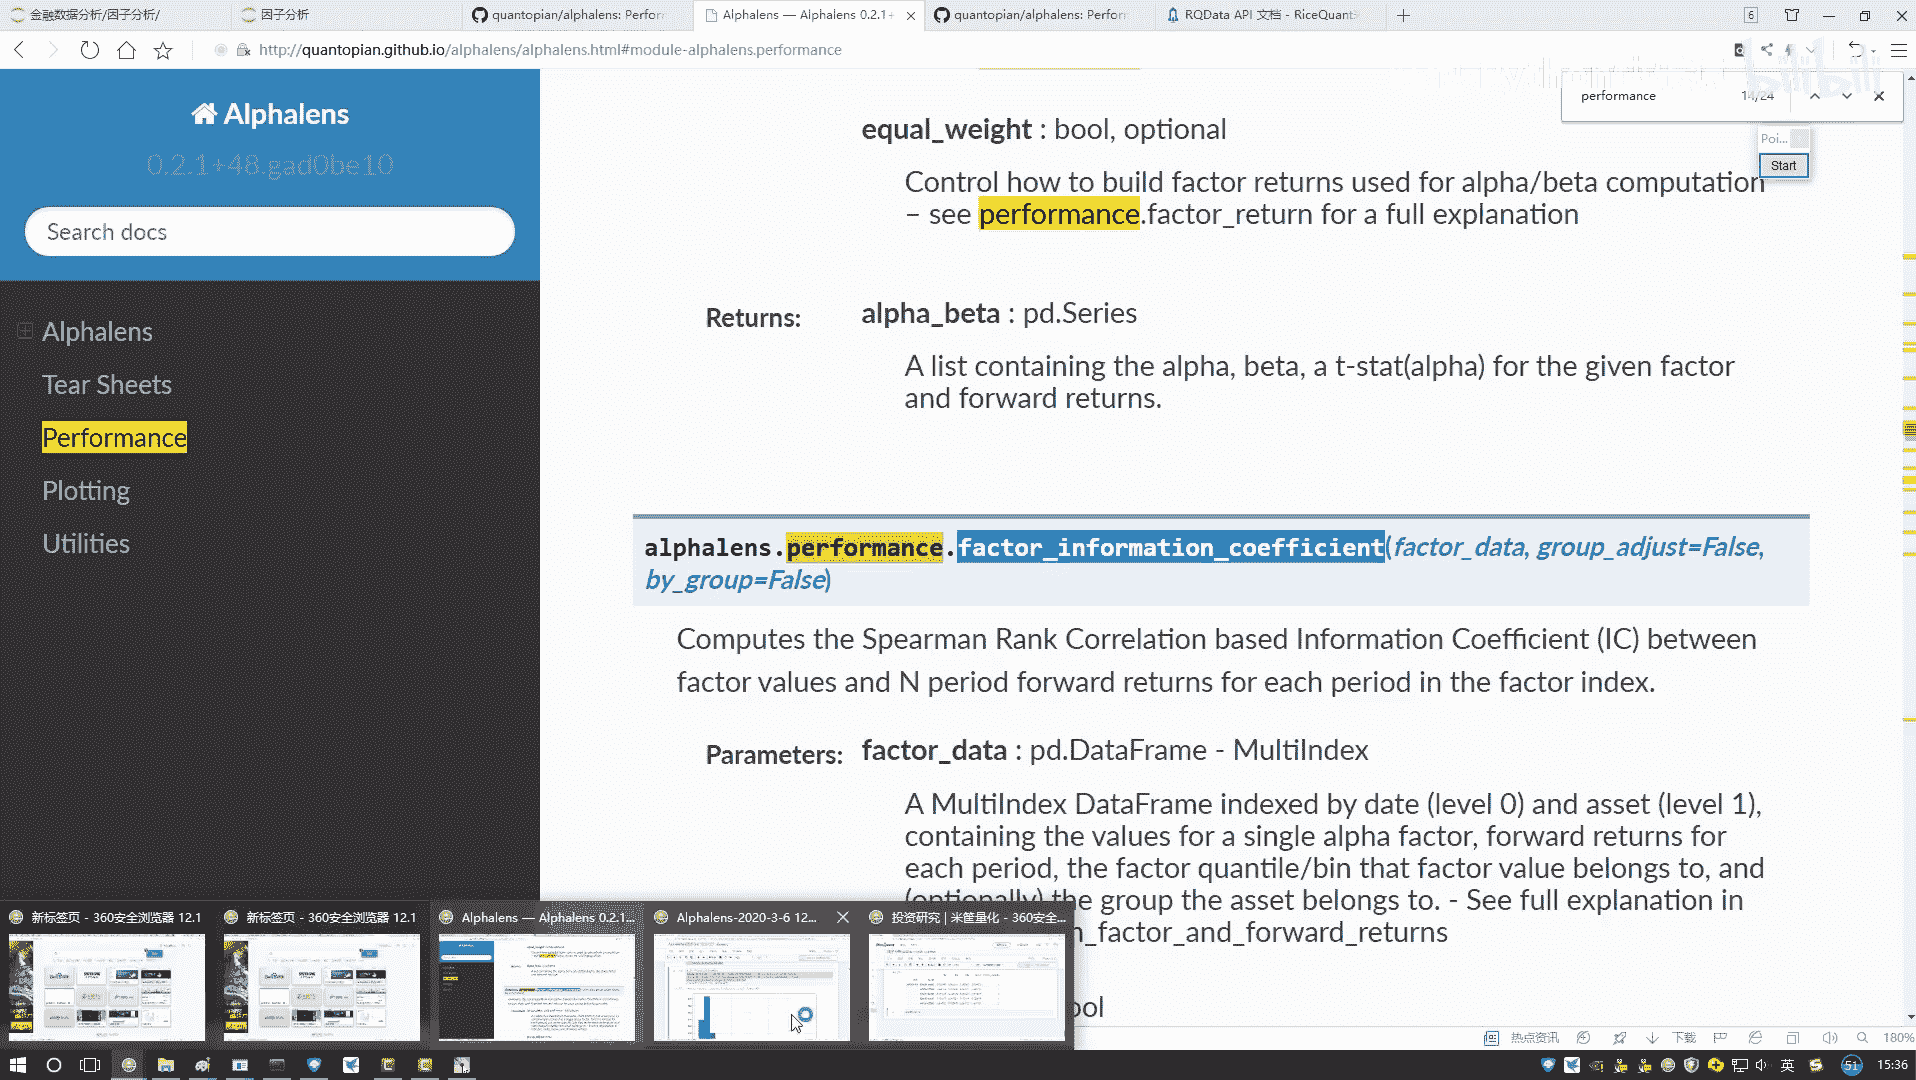 金融数据分析/因子分析/
因子分析
quantopian/alphalens: Perfor
Alphalens — Alphalens 0.2.1+
quantopian/alphalens: Perfor
RQData API 文档 - RiceQuant
6
http://quantopian.github.io/alphalens/alphalens.html#module-alphalens.performance
performance
14/24
bilibili
Poi...
Start
Alphalens
0.2.1+48.gad0be10
Search docs
Alphalens
Tear Sheets
Performance
Plotting
Utilities
equal_weight : bool, optional
Control how to build factor returns used for alpha/beta computation
– see performance.factor_return for a full explanation
Returns:
alpha_beta : pd.Series
A list containing the alpha, beta, a t-stat(alpha) for the given factor
and forward returns.
alphalens.performance.factor_information_coefficient(factor_data, group_adjust=False,
by_group=False)
Computes the Spearman Rank Correlation based Information Coefficient (IC) between
factor values and N period forward returns for each period in the factor index.
Parameters:
factor_data : pd.DataFrame - MultiIndex
A MultiIndex DataFrame indexed by date (level 0) and asset (level 1),
containing the values for a single alpha factor, forward returns for
each period, the factor quantile/bin that factor value belongs to, and
(optionally) the group the asset belongs to. - See full explanation in
n_factor_and_forward_returns
ool
新标签页 - 360安全浏览器 12.1
新标签页 - 360安全浏览器 12.1
Alphalens — Alphalens 0.2.1...
Alphalens-2020-3-6 12...
投资研究 | 米筐量化 - 360安全...
热点资讯
下载
180%
英
51
15:36